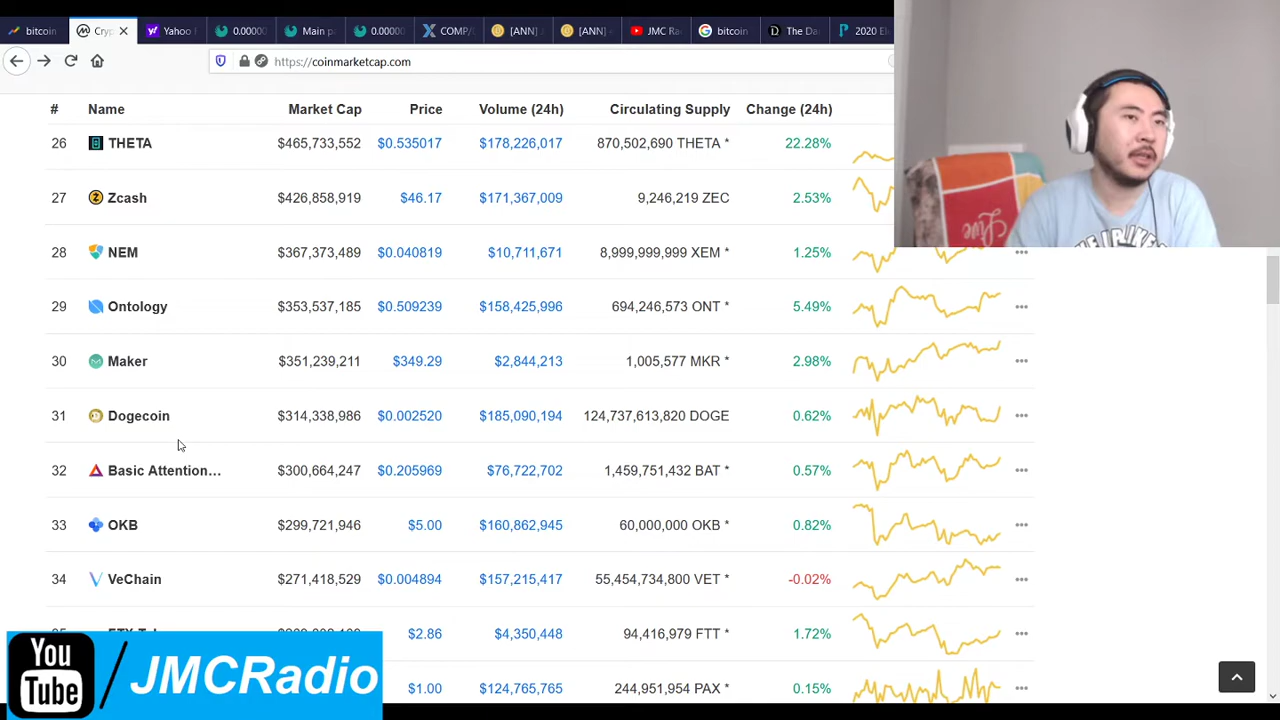 bitcoin
Cryp
Yahoo
0.00000
Main p
0.00000
COMP/
[ANN]
[ANN]
JMC Ra
bitcoin
The Da
2020 El
https://coinmarketcap.com
# Name Market Cap Price Volume (24h) Circulating Supply Change (24h)
26 THETA $465,733,552 $0.535017 $178,226,017 870,502,690 THETA * 22.28%
27 Zcash $426,858,919 $46.17 $171,367,009 9,246,219 ZEC 2.53%
28 NEM $367,373,489 $0.040819 $10,711,671 8,999,999,999 XEM * 1.25%
29 Ontology $353,537,185 $0.509239 $158,425,996 694,246,573 ONT * 5.49%
30 Maker $351,239,211 $349.29 $2,844,213 1,005,577 MKR * 2.98%
31 Dogecoin $314,338,986 $0.002520 $185,090,194 124,737,613,820 DOGE 0.62%
32 Basic Attention... $300,664,247 $0.205969 $76,722,702 1,459,751,432 BAT * 0.57%
33 OKB $299,721,946 $5.00 $160,862,945 60,000,000 OKB * 0.82%
34 VeChain $271,418,529 $0.004894 $157,215,417 55,454,734,800 VET * -0.02%
$2.86 $4,350,448 94,416,979 FTT * 1.72%
$1.00 $124,765,765 244,951,954 PAX * 0.15%
You
Tube
/JMCRadio